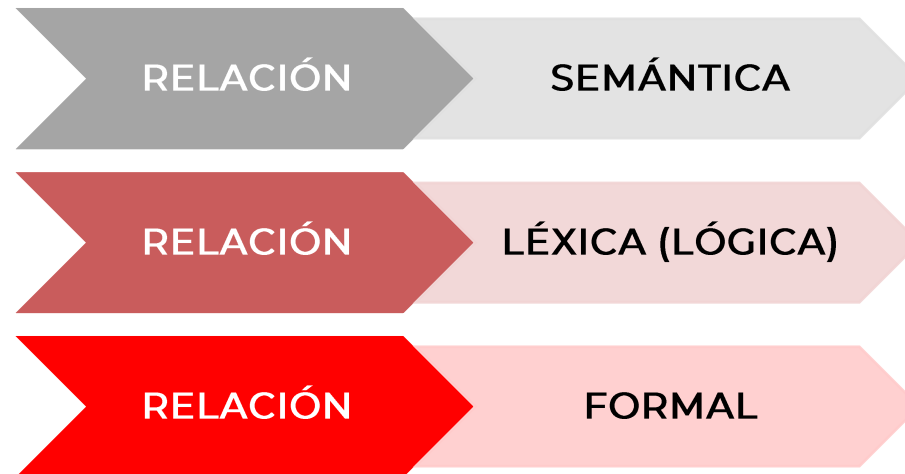 RELACIÓN SEMÁNTICA
RELACIÓN LÉXICA (LÓGICA)
RELACIÓN FORMAL